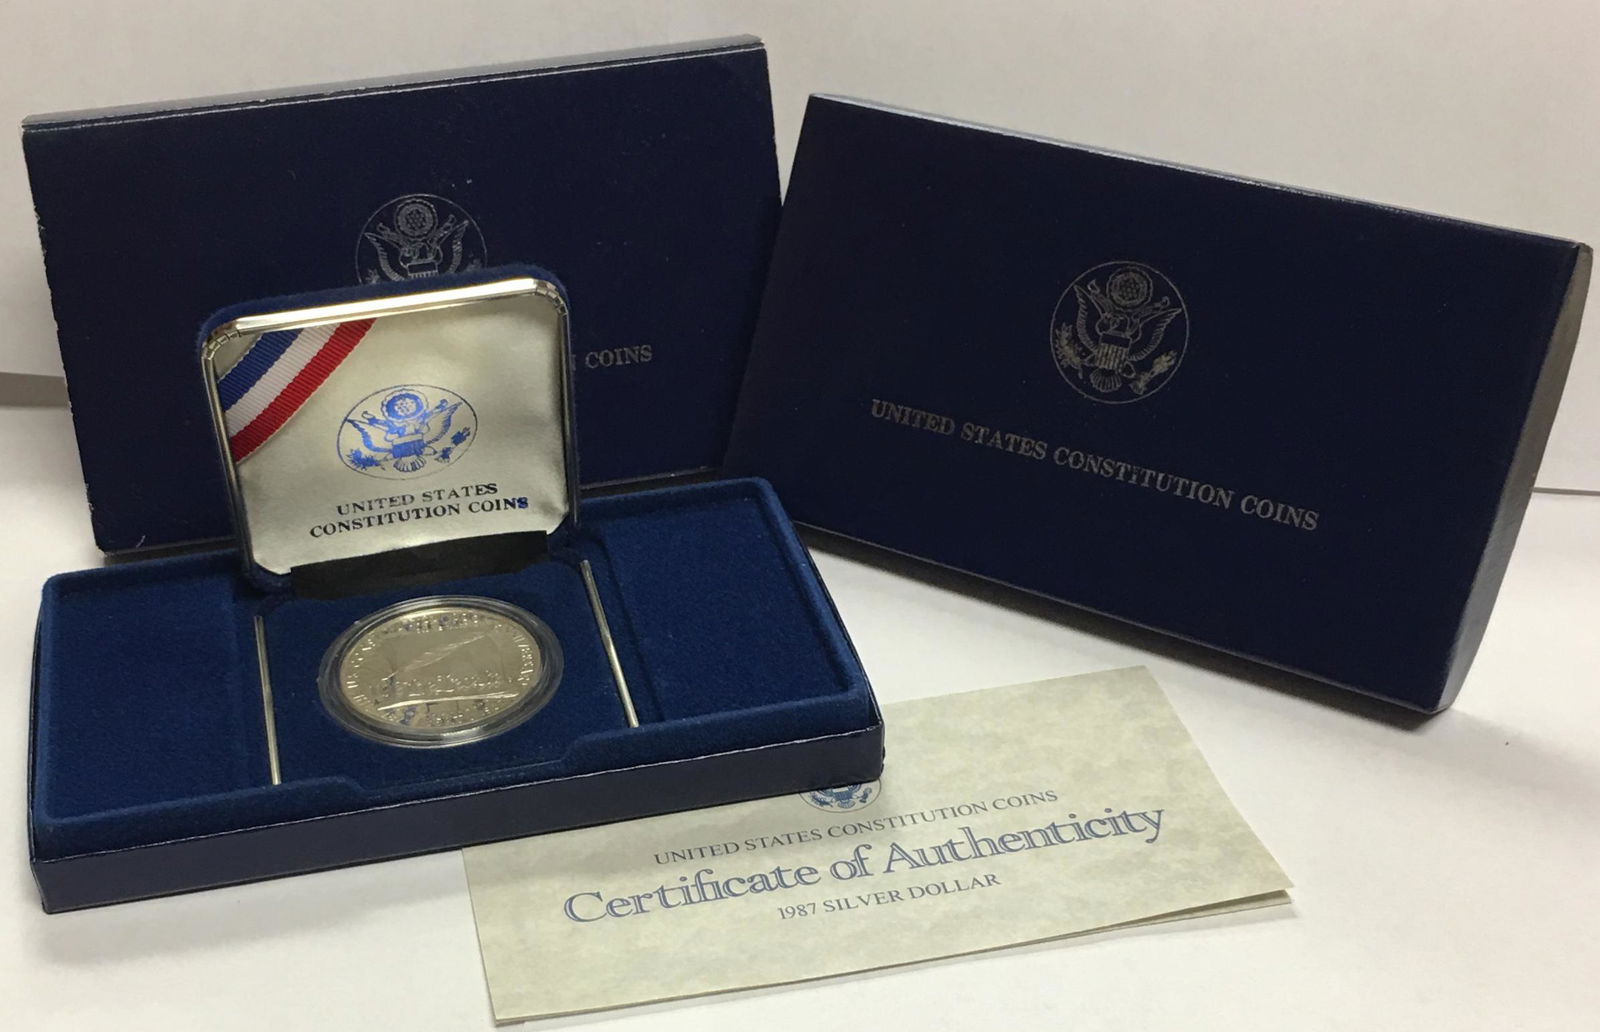 COINS
UNITED STATES
CONSTITUTION COINS
UNITED STATES CONSTITUTION COINS
UNITED STATES CONSTITUTION COINS
Certificate of Authenticity
1987 SILVER DOLLAR